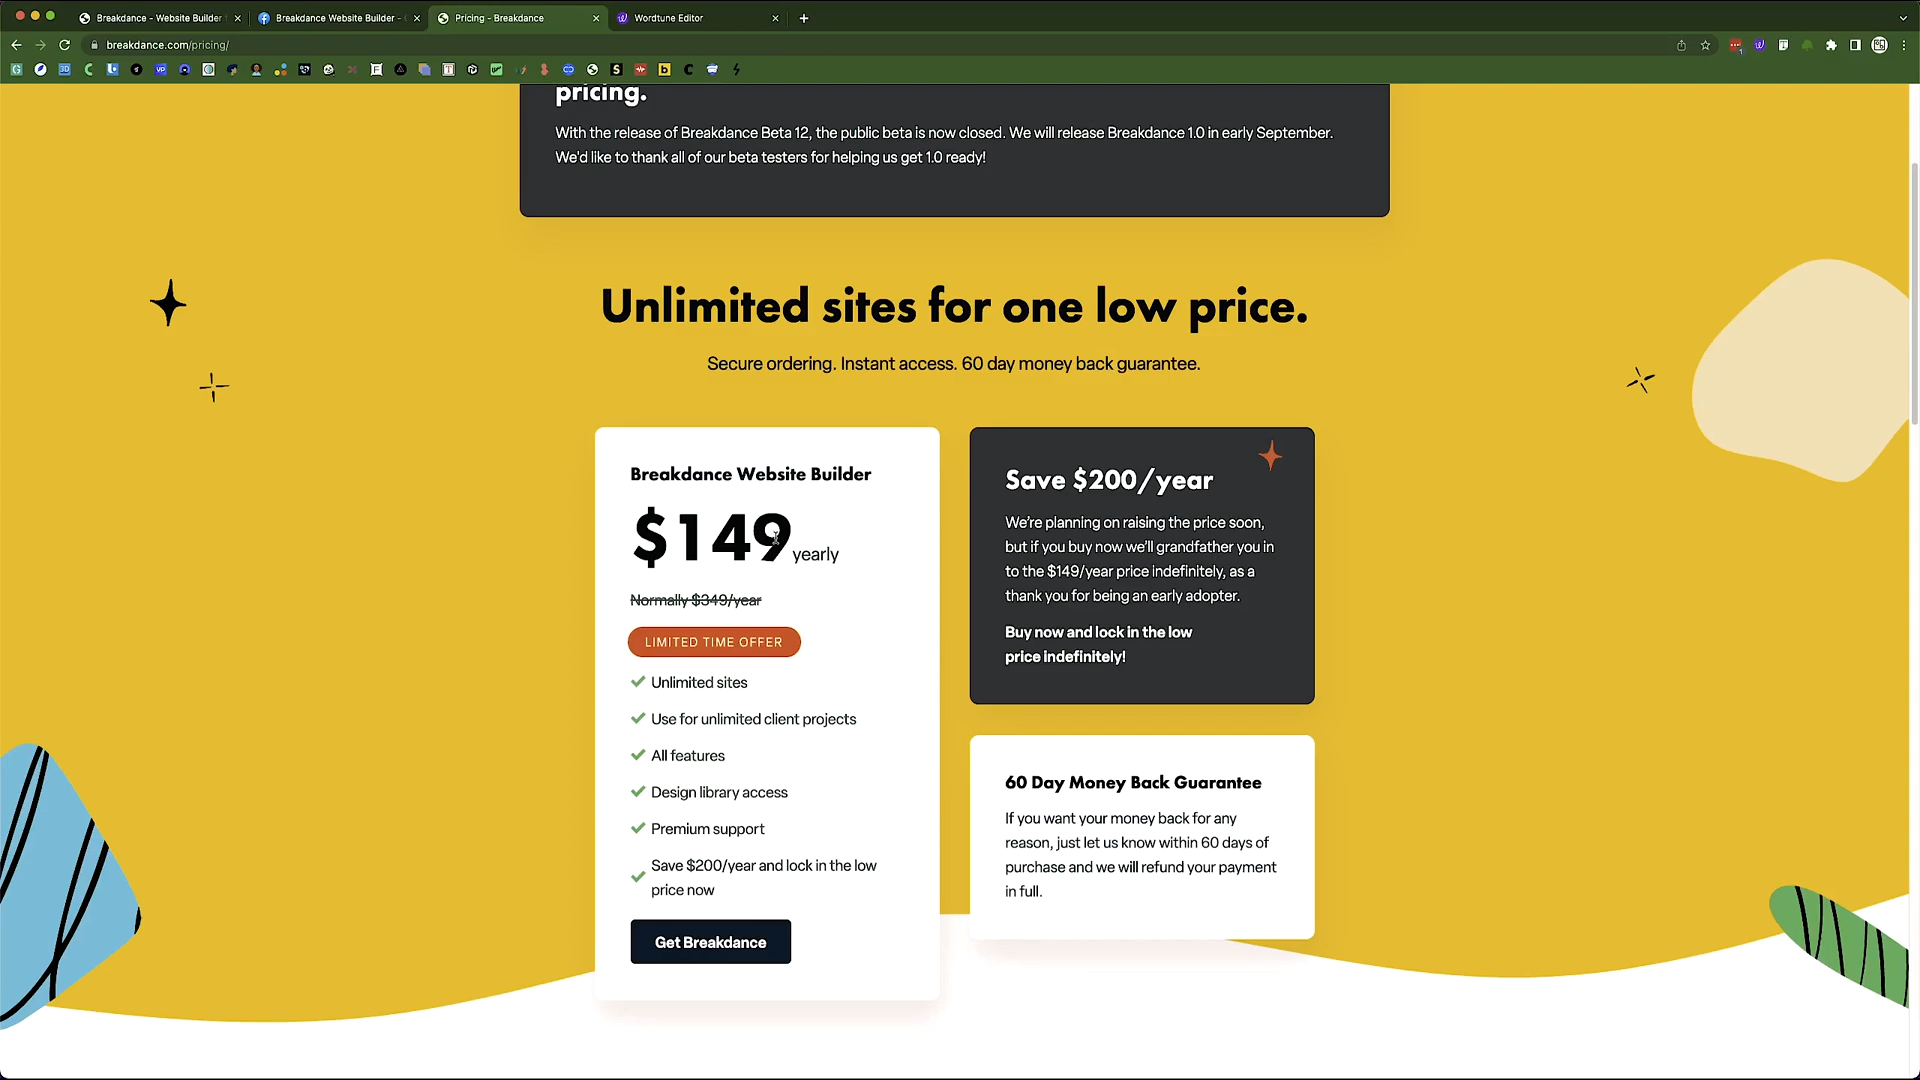 Breakdance - Website Builder
Breakdance Website Builder -
Pricing - Breakdance
Wordtune Editor
breakdance.com/pricing/
pricing.
With the release of Breakdance Beta 12, the public beta is now closed. We will release Breakdance 1.0 in early September.
We'd like to thank all of our beta testers for helping us get 1.0 ready!
Unlimited sites for one low price.
Secure ordering. Instant access. 60 day money back guarantee.
Breakdance Website Builder
$149 yearly
Normally $349/year
LIMITED TIME OFFER
Unlimited sites
Use for unlimited client projects
All features
Design library access
Premium support
Save $200/year and lock in the low
price now
Get Breakdance
Save $200/year
We're planning on raising the price soon,
but if you buy now we'll grandfather you in
to the $149/year price indefinitely, as a
thank you for being an early adopter.
Buy now and lock in the low
price indefinitely!
60 Day Money Back Guarantee
If you want your money back for any
reason, just let us know within 60 days of
purchase and we will refund your payment
in full.